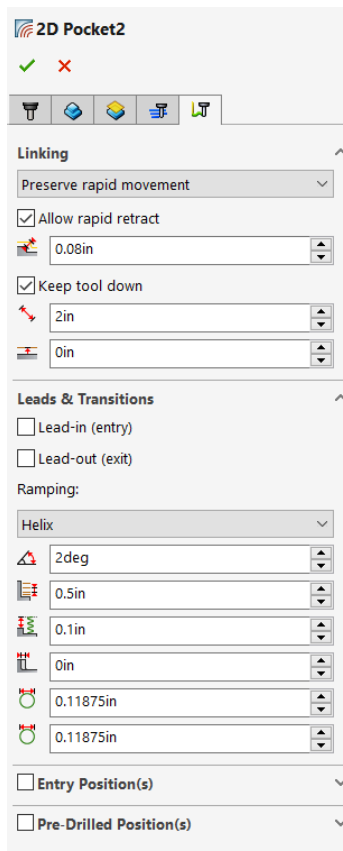 2D Pocket2
Linking
Preserve rapid movement
Allow rapid retract
0.08in
Keep tool down
2in
0in
Leads & Transitions
Lead-in (entry)
Lead-out (exit)
Ramping:
Helix
2deg
0.5in
0.1in
0in
0.11875in
0.11875in
Entry Position(s)
Pre-Drilled Position(s)